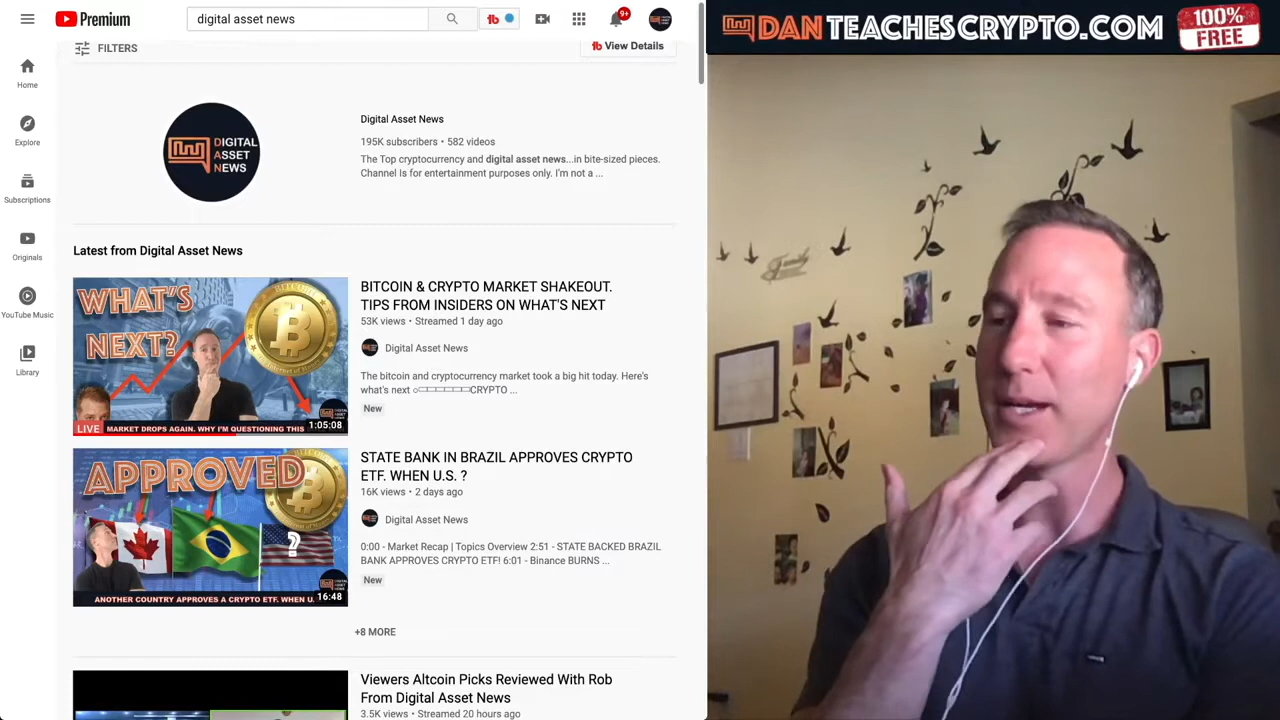 Premium
digital asset news
9+
FILTERS
View Details
Home
Explore
Subscriptions
Originals
YouTube Music
Library
DIGITAL
ASSET
NEWS
Digital Asset News
195K subscribers • 582 videos
The Top cryptocurrency and digital asset news...in bite-sized pieces.
Channel Is for entertainment purposes only. I'm not a ...
Latest from Digital Asset News
WHAT'S
NEXT?
LIVE
MARKET DROPS AGAIN. WHY I'M QUESTIONING THIS
1:05:08
BITCOIN & CRYPTO MARKET SHAKEOUT.
TIPS FROM INSIDERS ON WHAT'S NEXT
53K views • Streamed 1 day ago
Digital Asset News
The bitcoin and cryptocurrency market took a big hit today. Here's
what's next ○□□□□□□□CRYPTO ...
New
APPROVED
?
ANOTHER COUNTRY APPROVES A CRYPTO ETF. WHEN U.
16:48
STATE BANK IN BRAZIL APPROVES CRYPTO
ETF. WHEN U.S. ?
16K views • 2 days ago
Digital Asset News
0:00 - Market Recap | Topics Overview 2:51 - STATE BACKED BRAZIL
BANK APPROVES CRYPTO ETF! 6:01 - Binance BURNS ...
New
+8 MORE
Viewers Altcoin Picks Reviewed With Rob
From Digital Asset News
3.5K views • Streamed 20 hours ago
DANTEACHESCRYPTO.COM
100%
FREE
Family